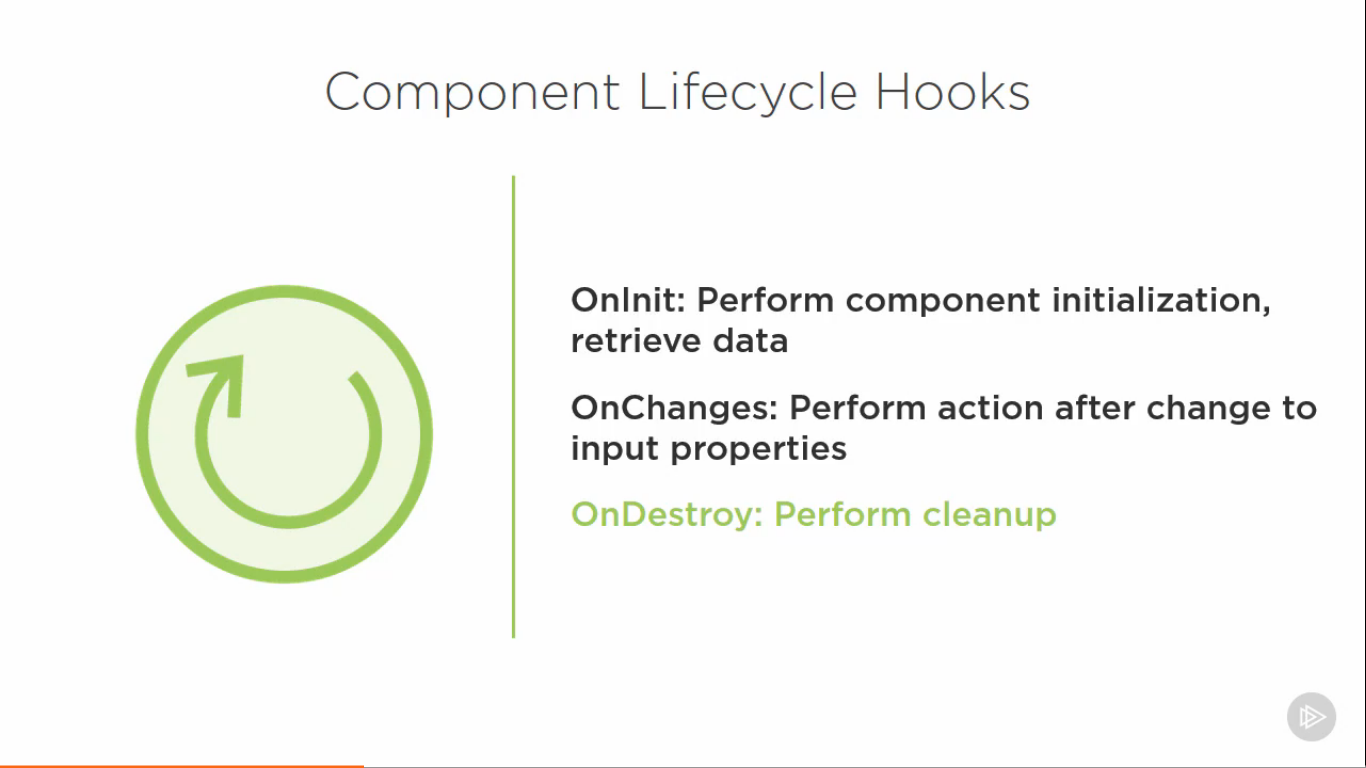 Component Lifecycle Hooks
OnInit: Perform component initialization,
retrieve data
OnChanges: Perform action after change to
input properties
OnDestroy: Perform cleanup